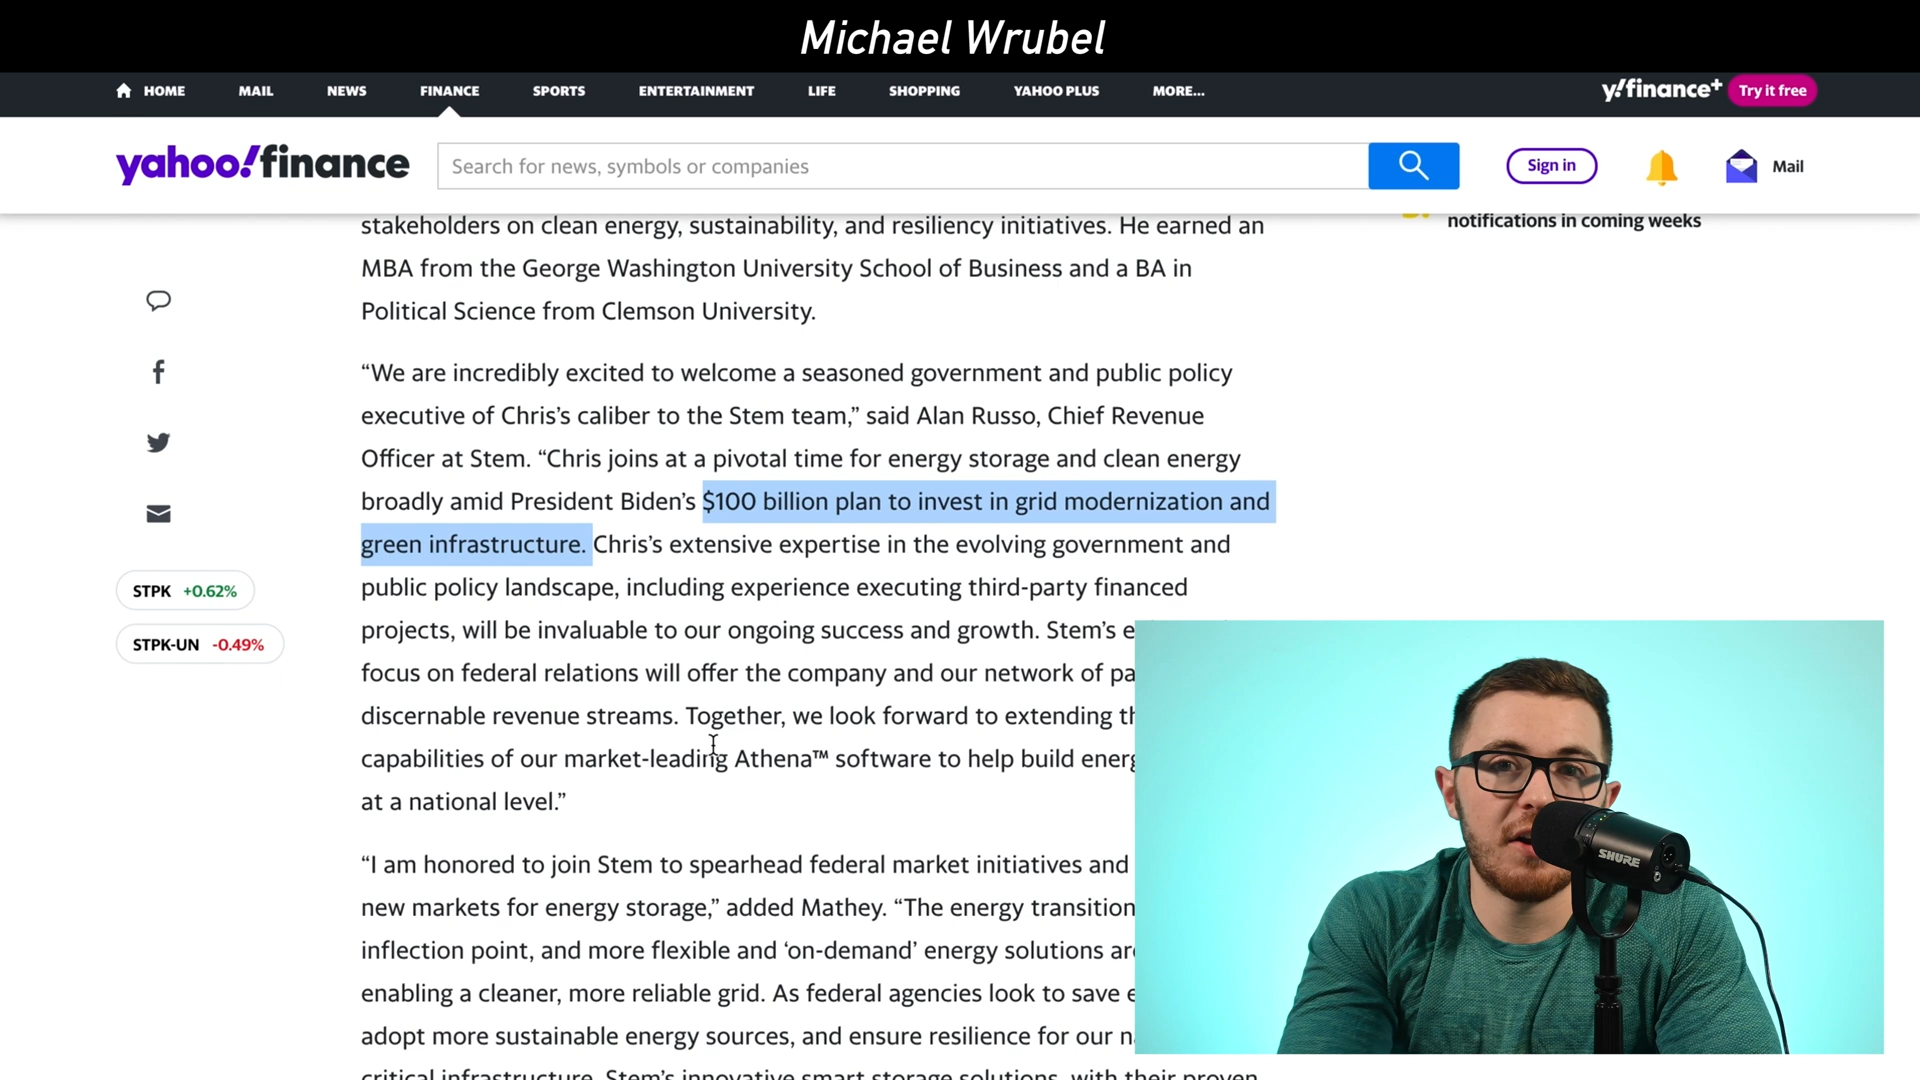 Michael Wrubel
HOME MAIL NEWS FINANCE SPORTS ENTERTAINMENT LIFE SHOPPING YAHOO PLUS MORE... y!finance+ Try it free
yahoo!finance Search for news, symbols or companies Sign in Mail
notifications in coming weeks
stakeholders on clean energy, sustainability, and resiliency initiatives. He earned an
MBA from the George Washington University School of Business and a BA in
Political Science from Clemson University.
“We are incredibly excited to welcome a seasoned government and public policy
executive of Chris’s caliber to the Stem team,” said Alan Russo, Chief Revenue
Officer at Stem. “Chris joins at a pivotal time for energy storage and clean energy
broadly amid President Biden’s $100 billion plan to invest in grid modernization and
green infrastructure. Chris’s extensive expertise in the evolving government and
public policy landscape, including experience executing third-party financed
projects, will be invaluable to our ongoing success and growth. Stem’s
focus on federal relations will offer the company and our network of
discernable revenue streams. Together, we look forward to extending
capabilities of our market-leading Athena™ software to help build
at a national level.”
STPK +0.62%
STPK-UN -0.49%
“I am honored to join Stem to spearhead federal market initiatives and
new markets for energy storage,” added Mathey. “The energy transition
inflection point, and more flexible and ‘on-demand’ energy solutions
enabling a cleaner, more reliable grid. As federal agencies look to save
adopt more sustainable energy sources, and ensure resilience for our
critical infrastructure. Stem’s innovative smart storage solutions, with their proven
SHURE